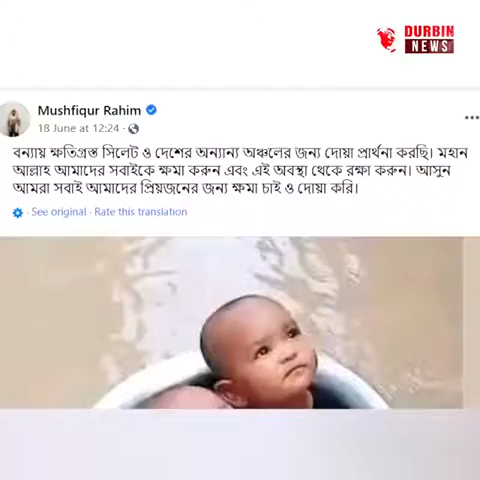 DURBIN
NEWS
Mushfiqur Rahim
18 June at 12:24 ·
বন্যায় ক্ষতিগ্রস্ত সিলেট ও দেশের অন্যান্য অঞ্চলের জন্য দোয়া প্রার্থনা করছি। মহান
আল্লাহ আমাদের সবাইকে ক্ষমা করুন এবং এই অবস্থা থেকে রক্ষা করুন। আসুন
আমরা সবাই আমাদের প্রিয়জনের জন্য ক্ষমা চাই ও দোয়া করি।
· See original · Rate this translation